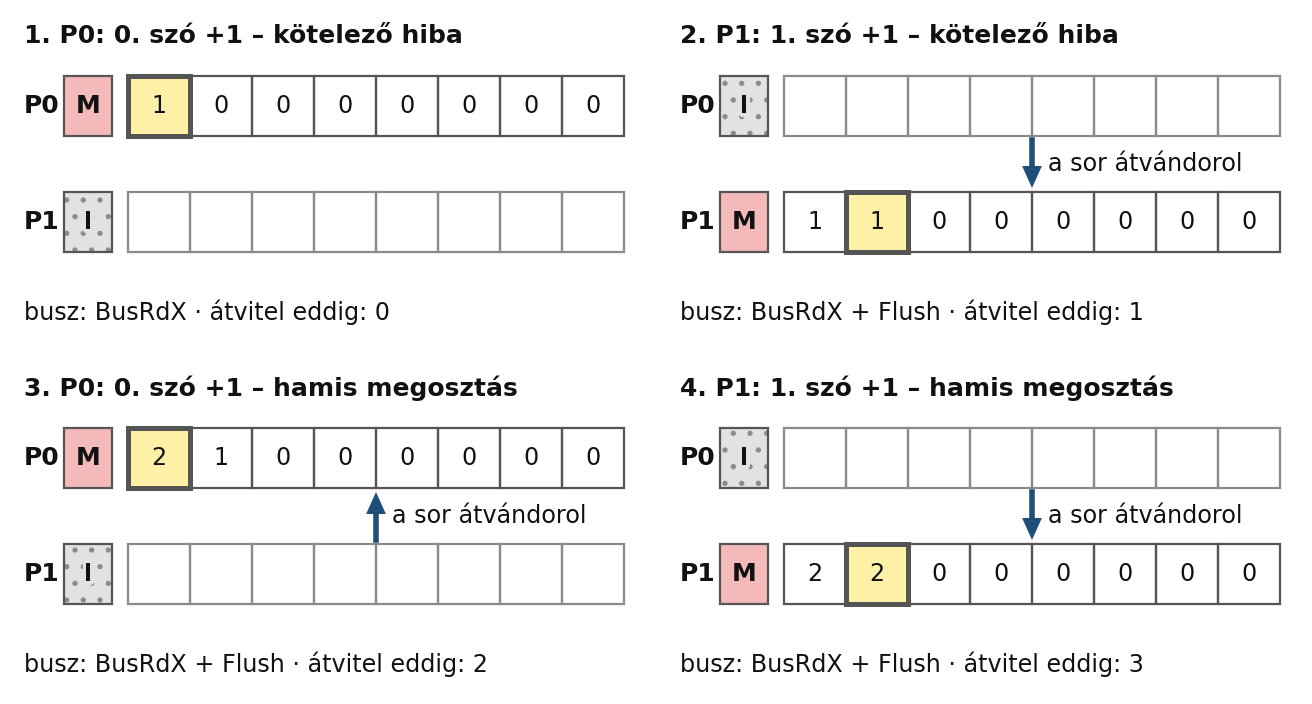 1. P0: 0. szó +1 – kötelező hiba
P0 M 1 0 0 0 0 0 0 0
P1 I
busz: BusRdX · átvitel eddig: 0
2. P1: 1. szó +1 – kötelező hiba
P0 I
a sor átvándorol
P1 M 1 1 0 0 0 0 0 0
busz: BusRdX + Flush · átvitel eddig: 1
3. P0: 0. szó +1 – hamis megosztás
P0 M 2 1 0 0 0 0 0 0
a sor átvándorol
P1 I
busz: BusRdX + Flush · átvitel eddig: 2
4. P1: 1. szó +1 – hamis megosztás
P0 I
a sor átvándorol
P1 M 2 2 0 0 0 0 0 0
busz: BusRdX + Flush · átvitel eddig: 3